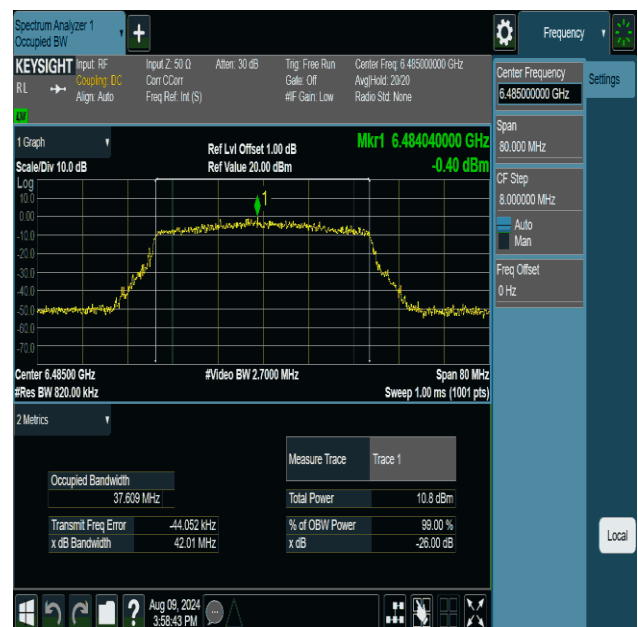 Spectrum Analyzer 1
Occupied BW
Frequency
KEYSIGHT
RL
Input: RF
Coupling: DC
Align: Auto
Input Z: 50 Ω
Corr CCorr
Freq Ref: Int (S)
Atten: 30 dB
Trig: Free Run
Gate: Off
#IF Gain: Low
Center Freq: 6.485000000 GHz
Avg|Hold: 20/20
Radio Std: None
Center Frequency
6.485000000 GHz
Settings
Span
80.000 MHz
CF Step
8.000000 MHz
Auto
Man
Freq Offset
0 Hz
Local
1 Graph
Scale/Div 10.0 dB
Ref Lvl Offset 1.00 dB
Ref Value 20.00 dBm
Mkr1 6.484040000 GHz
-0.40 dBm
Log
10.0
0.00
-10.0
-20.0
-30.0
-40.0
-50.0
-60.0
-70.0
1
Center 6.48500 GHz
#Res BW 820.00 kHz
#Video BW 2.7000 MHz
Span 80 MHz
Sweep 1.00 ms (1001 pts)
2 Metrics
Measure Trace Trace 1
Occupied Bandwidth
37.609 MHz
Total Power 10.8 dBm
Transmit Freq Error -44.052 kHz
% of OBW Power 99.00 %
x dB Bandwidth 42.01 MHz
x dB -26.00 dB
Aug 09, 2024
3:58:43 PM